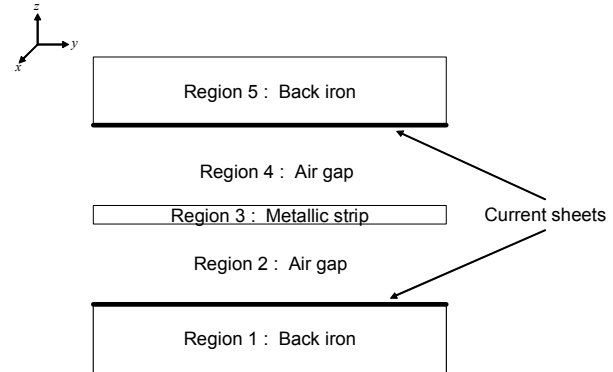 z
y
x
Region 5 : Back iron
Region 4 : Air gap
Region 3 : Metallic strip
Current sheets
Region 2 : Air gap
Region 1 : Back iron